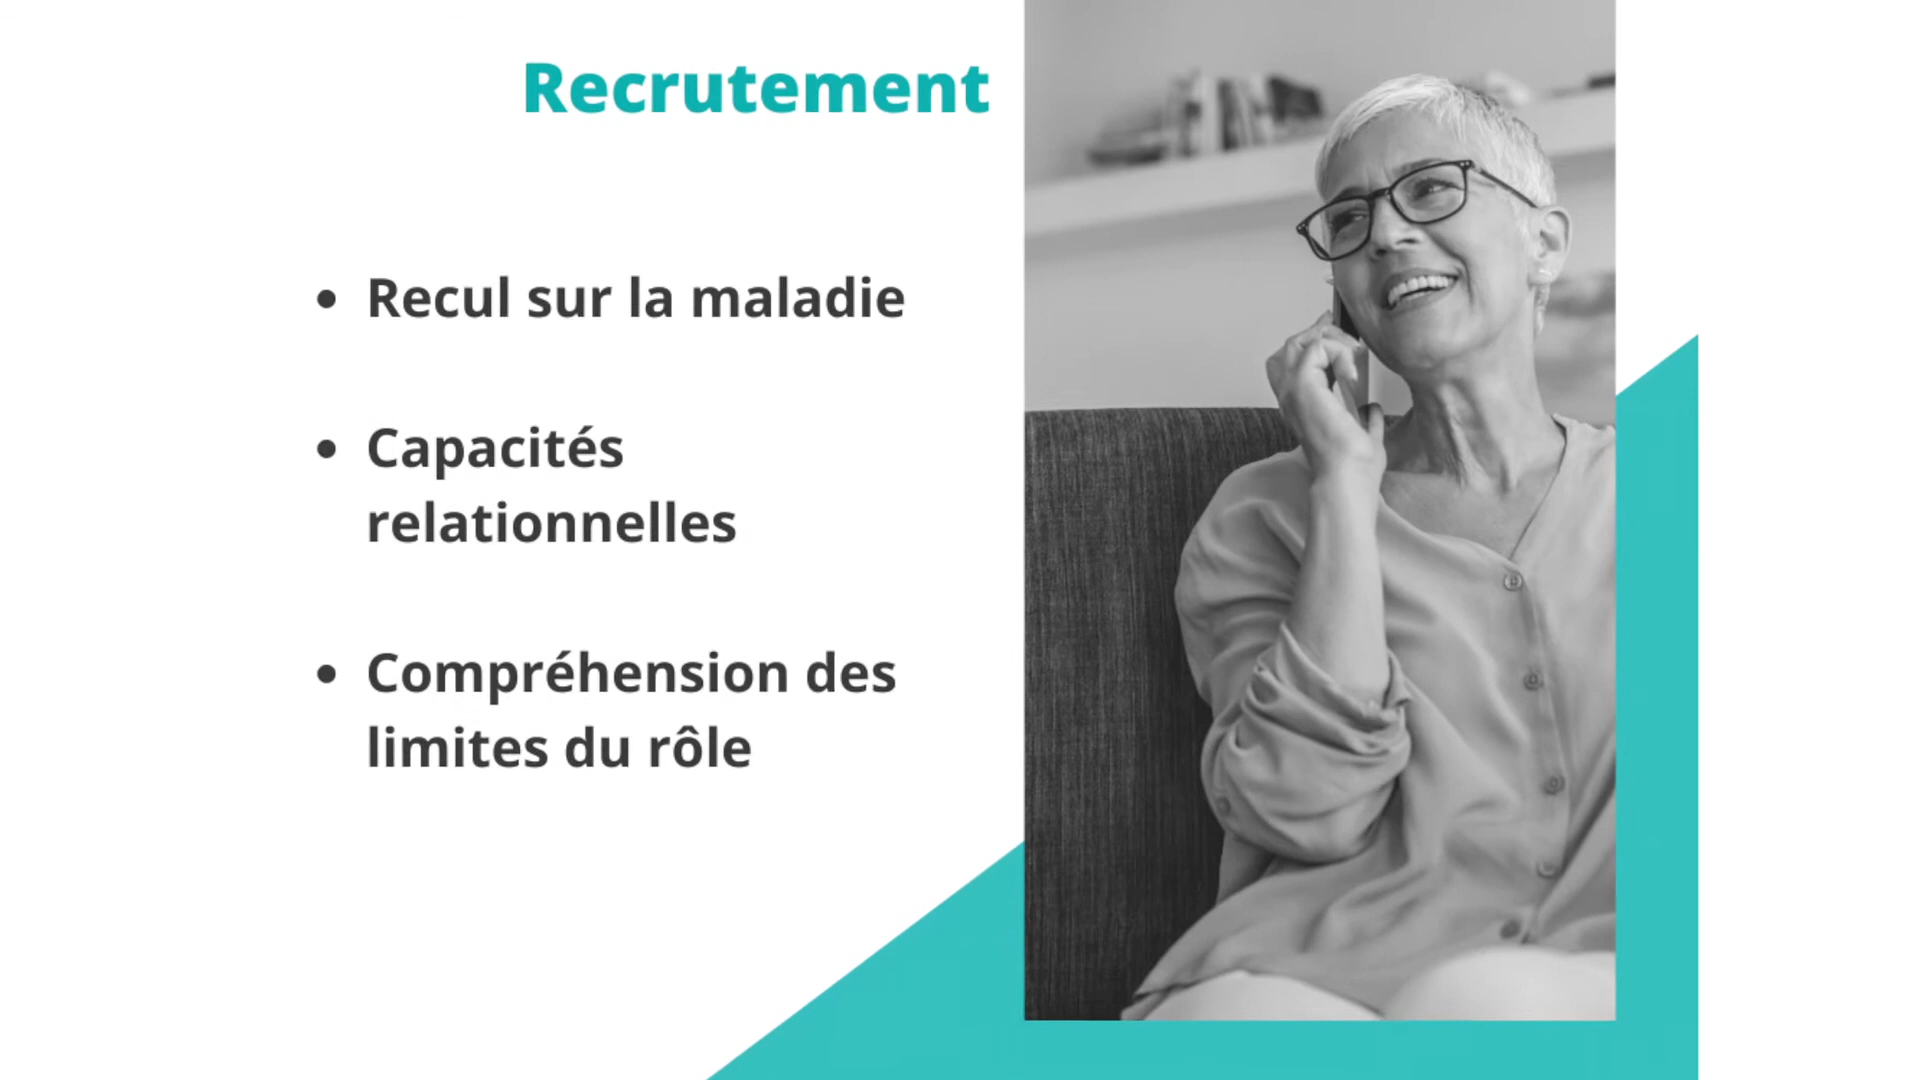 Recrutement
• Recul sur la maladie
• Capacités
relationnelles
• Compréhension des
limites du rôle